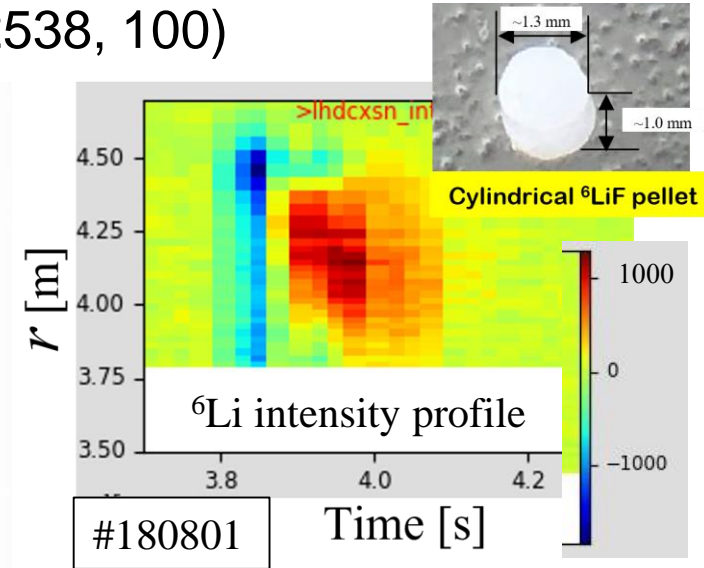 538, 100)
~1.3 mm
~1.0 mm
Cylindrical ⁶LiF pellet
>lhdcxsn_int
4.50
4.25
4.00
3.75
3.50
r [m]
⁶Li intensity profile
3.8
4.0
4.2
Time [s]
#180801
1000
0
−1000